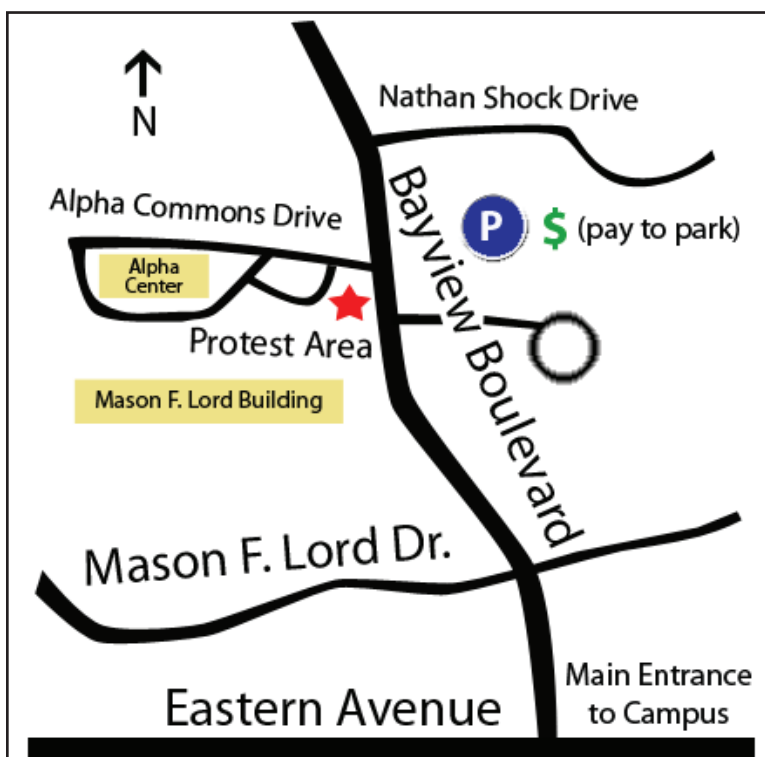 N
Nathan Shock Drive
Alpha Commons Drive
P
$ (pay to park)
Bayview Boulevard
Alpha
Center
Protest Area
Mason F. Lord Building
Mason F. Lord Dr.
Main Entrance
to Campus
Eastern Avenue